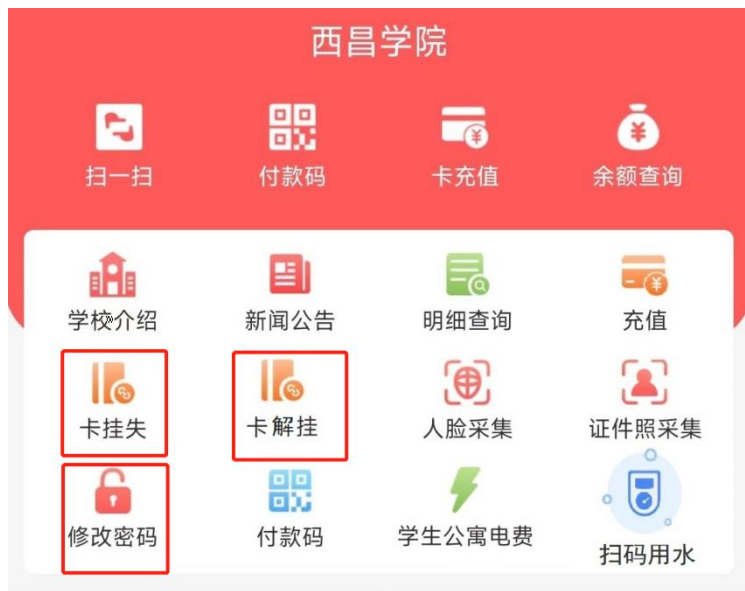 西昌学院
扫一扫 付款码 卡充值 余额查询
学校介绍 新闻公告 明细查询 充值
卡挂失 卡解挂 人脸采集 证件照采集
修改密码 付款码 学生公寓电费 扫码用水